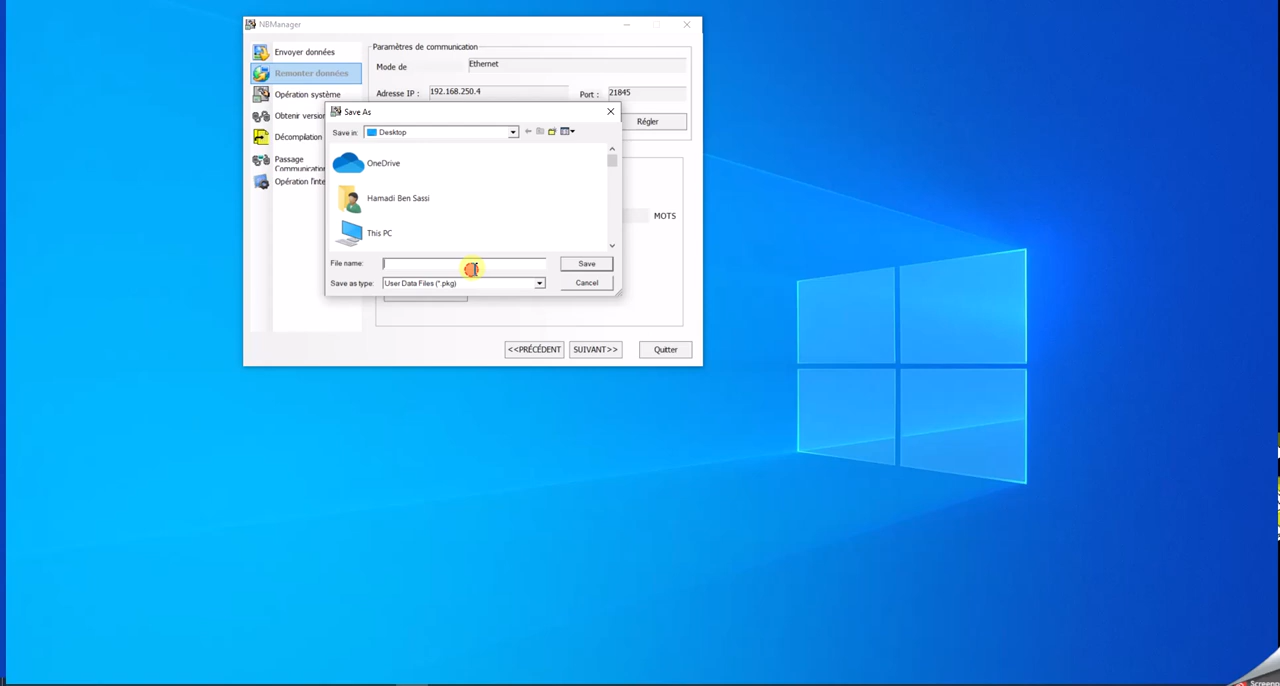 NBManager
Envoyer données
Remonter données
Opération système
Obtenir version
Décompilation
Passage
Communication
Opération l'inte
Paramètres de communication
Mode de
Ethernet
Adresse IP :
192.168.250.4
Port :
21845
Régler
MOTS
Save As
Save in:
Desktop
OneDrive
Hamadi Ben Sassi
This PC
File name:
Save
Save as type:
User Data Files (*.pkg)
Cancel
<<PRÉCÉDENT
SUIVANT>>
Quitter